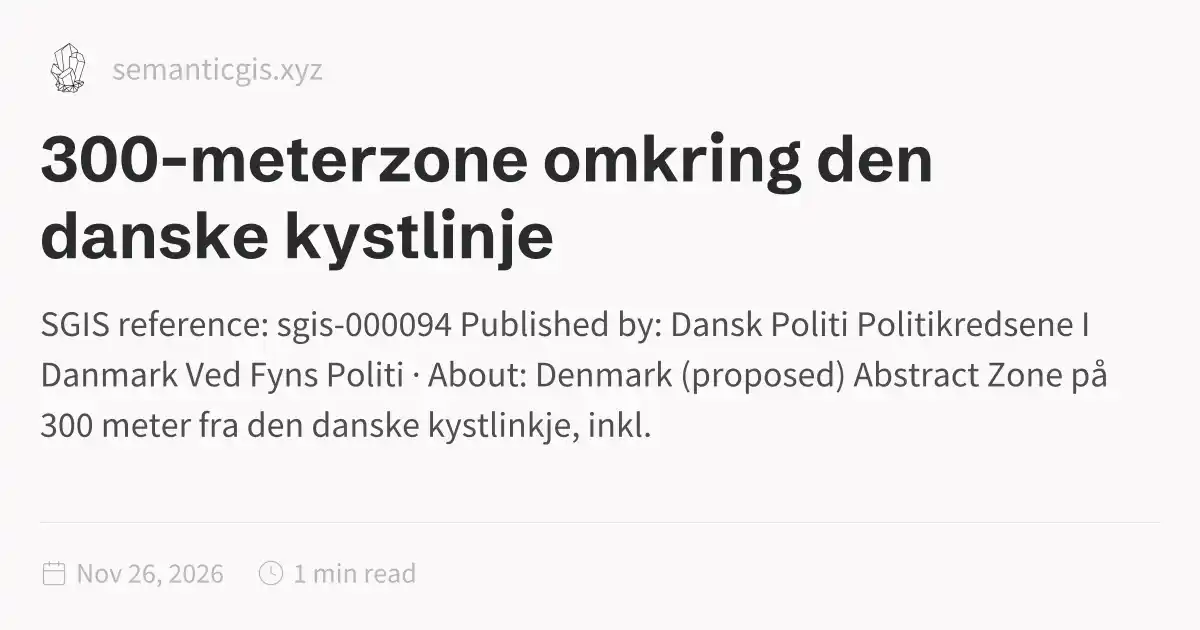 semanticgis.xyz
300-meterzone omkring den
danske kystlinje
SGIS reference: sgis-000094 Published by: Dansk Politi Politikredsene I
Danmark Ved Fyns Politi · About: Denmark (proposed) Abstract Zone på
300 meter fra den danske kystlinkje, inkl.
Nov 26, 2026 1 min read